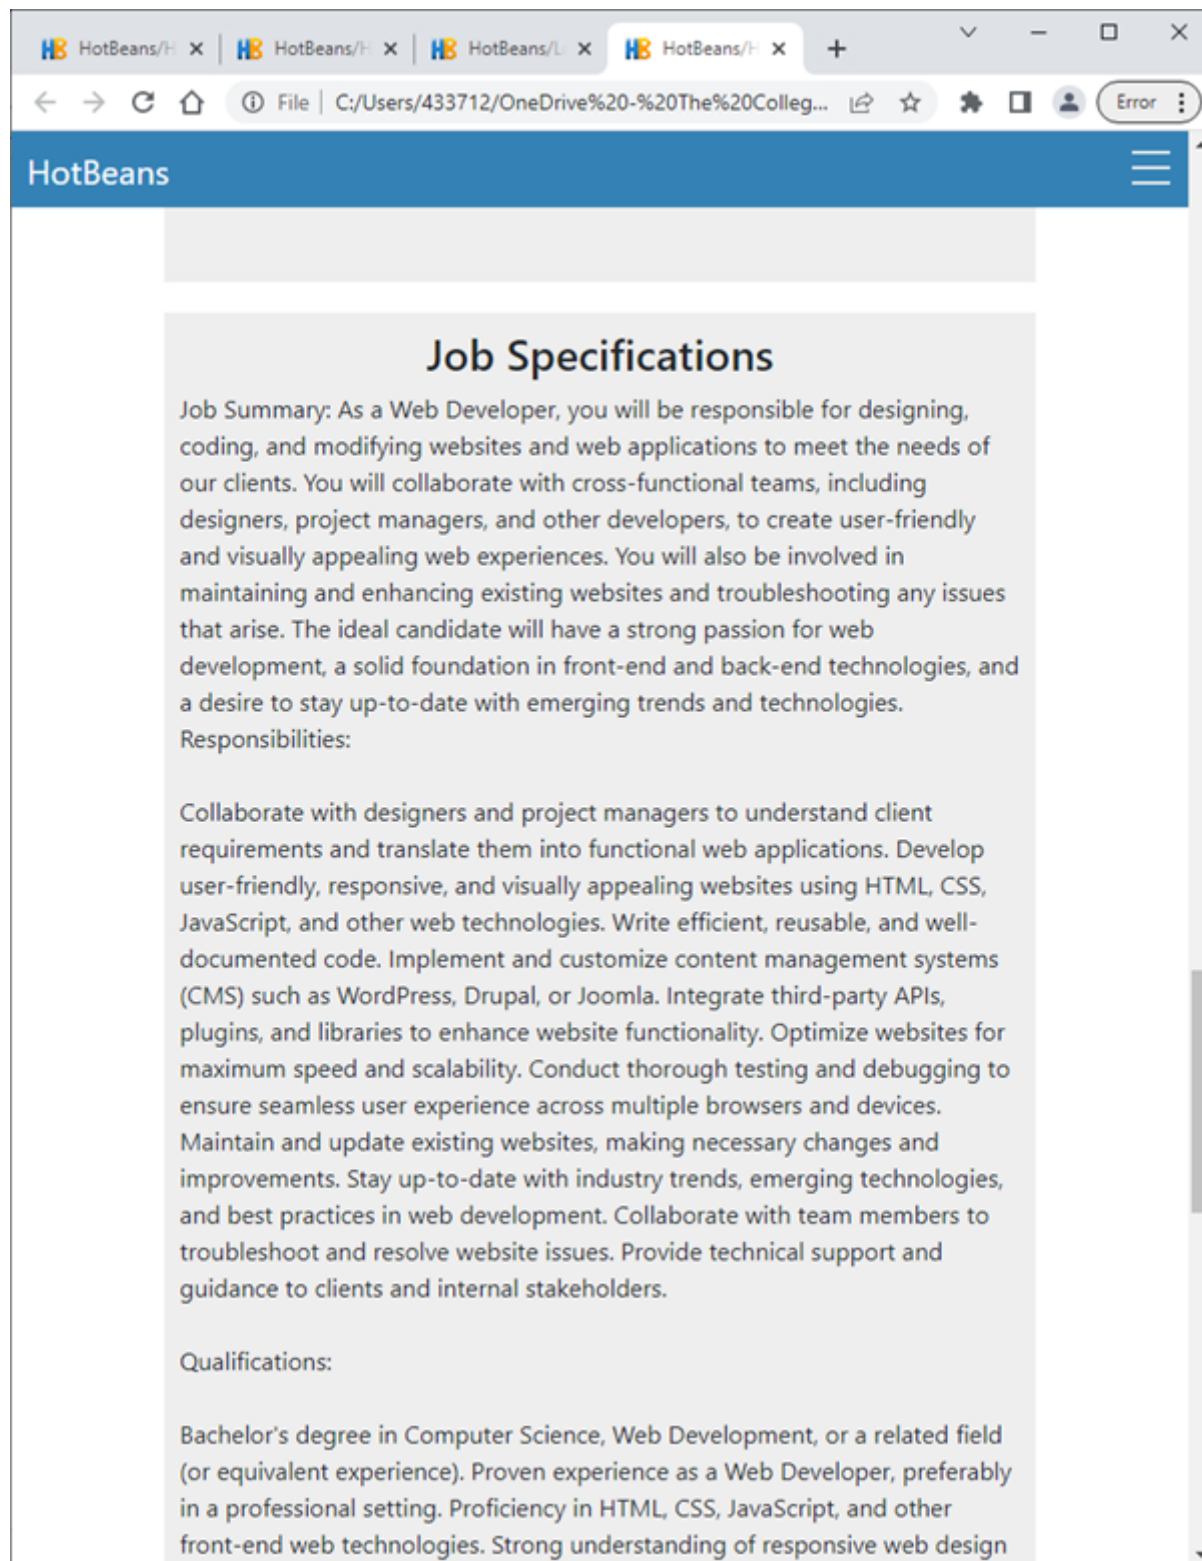 HB HotBeans/H
HB HotBeans/H
HB HotBeans/L
HB HotBeans/H
File | C:/Users/433712/OneDrive%20-%20The%20Colleg...
Error
HotBeans
Job Specifications
Job Summary: As a Web Developer, you will be responsible for designing,
coding, and modifying websites and web applications to meet the needs of
our clients. You will collaborate with cross-functional teams, including
designers, project managers, and other developers, to create user-friendly
and visually appealing web experiences. You will also be involved in
maintaining and enhancing existing websites and troubleshooting any issues
that arise. The ideal candidate will have a strong passion for web
development, a solid foundation in front-end and back-end technologies, and
a desire to stay up-to-date with emerging trends and technologies.
Responsibilities:
Collaborate with designers and project managers to understand client
requirements and translate them into functional web applications. Develop
user-friendly, responsive, and visually appealing websites using HTML, CSS,
JavaScript, and other web technologies. Write efficient, reusable, and well-
documented code. Implement and customize content management systems
(CMS) such as WordPress, Drupal, or Joomla. Integrate third-party APIs,
plugins, and libraries to enhance website functionality. Optimize websites for
maximum speed and scalability. Conduct thorough testing and debugging to
ensure seamless user experience across multiple browsers and devices.
Maintain and update existing websites, making necessary changes and
improvements. Stay up-to-date with industry trends, emerging technologies,
and best practices in web development. Collaborate with team members to
troubleshoot and resolve website issues. Provide technical support and
guidance to clients and internal stakeholders.
Qualifications:
Bachelor's degree in Computer Science, Web Development, or a related field
(or equivalent experience). Proven experience as a Web Developer, preferably
in a professional setting. Proficiency in HTML, CSS, JavaScript, and other
front-end web technologies. Strong understanding of responsive web design